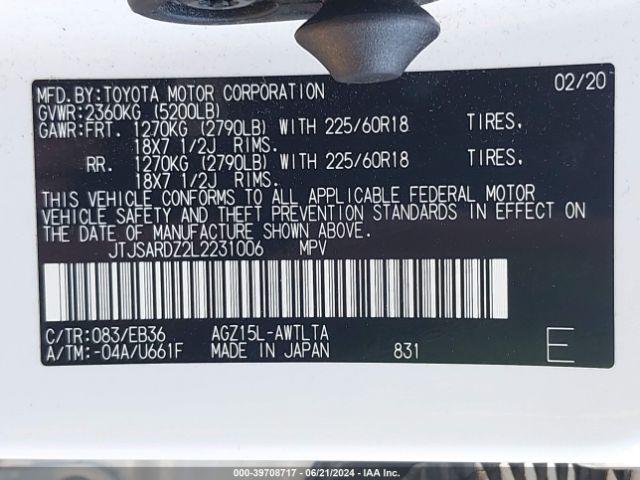 MFD.BY:TOYOTA MOTOR CORPORATION 02/20
GVWR:2360KG (5200LB)
GAWR:FRT. 1270KG (2790LB) WITH 225/60R18 TIRES.
18X7 1/2J RIMS.
RR. 1270KG (2790LB) WITH 225/60R18 TIRES.
18X7 1/2J RIMS.
THIS VEHICLE CONFORMS TO ALL APPLICABLE FEDERAL MOTOR
VEHICLE SAFETY AND THEFT PREVENTION STANDARDS IN EFFECT ON
THE DATE OF MANUFACTURE SHOWN ABOVE.
JTJSARDZ2L2231006 MPV
C/TR:083/EB36 AGZ15L-AWTLTA
A/TM:-04A/U661F MADE IN JAPAN 831 E
000-39708717 - 06/21/2024 - IAA Inc.